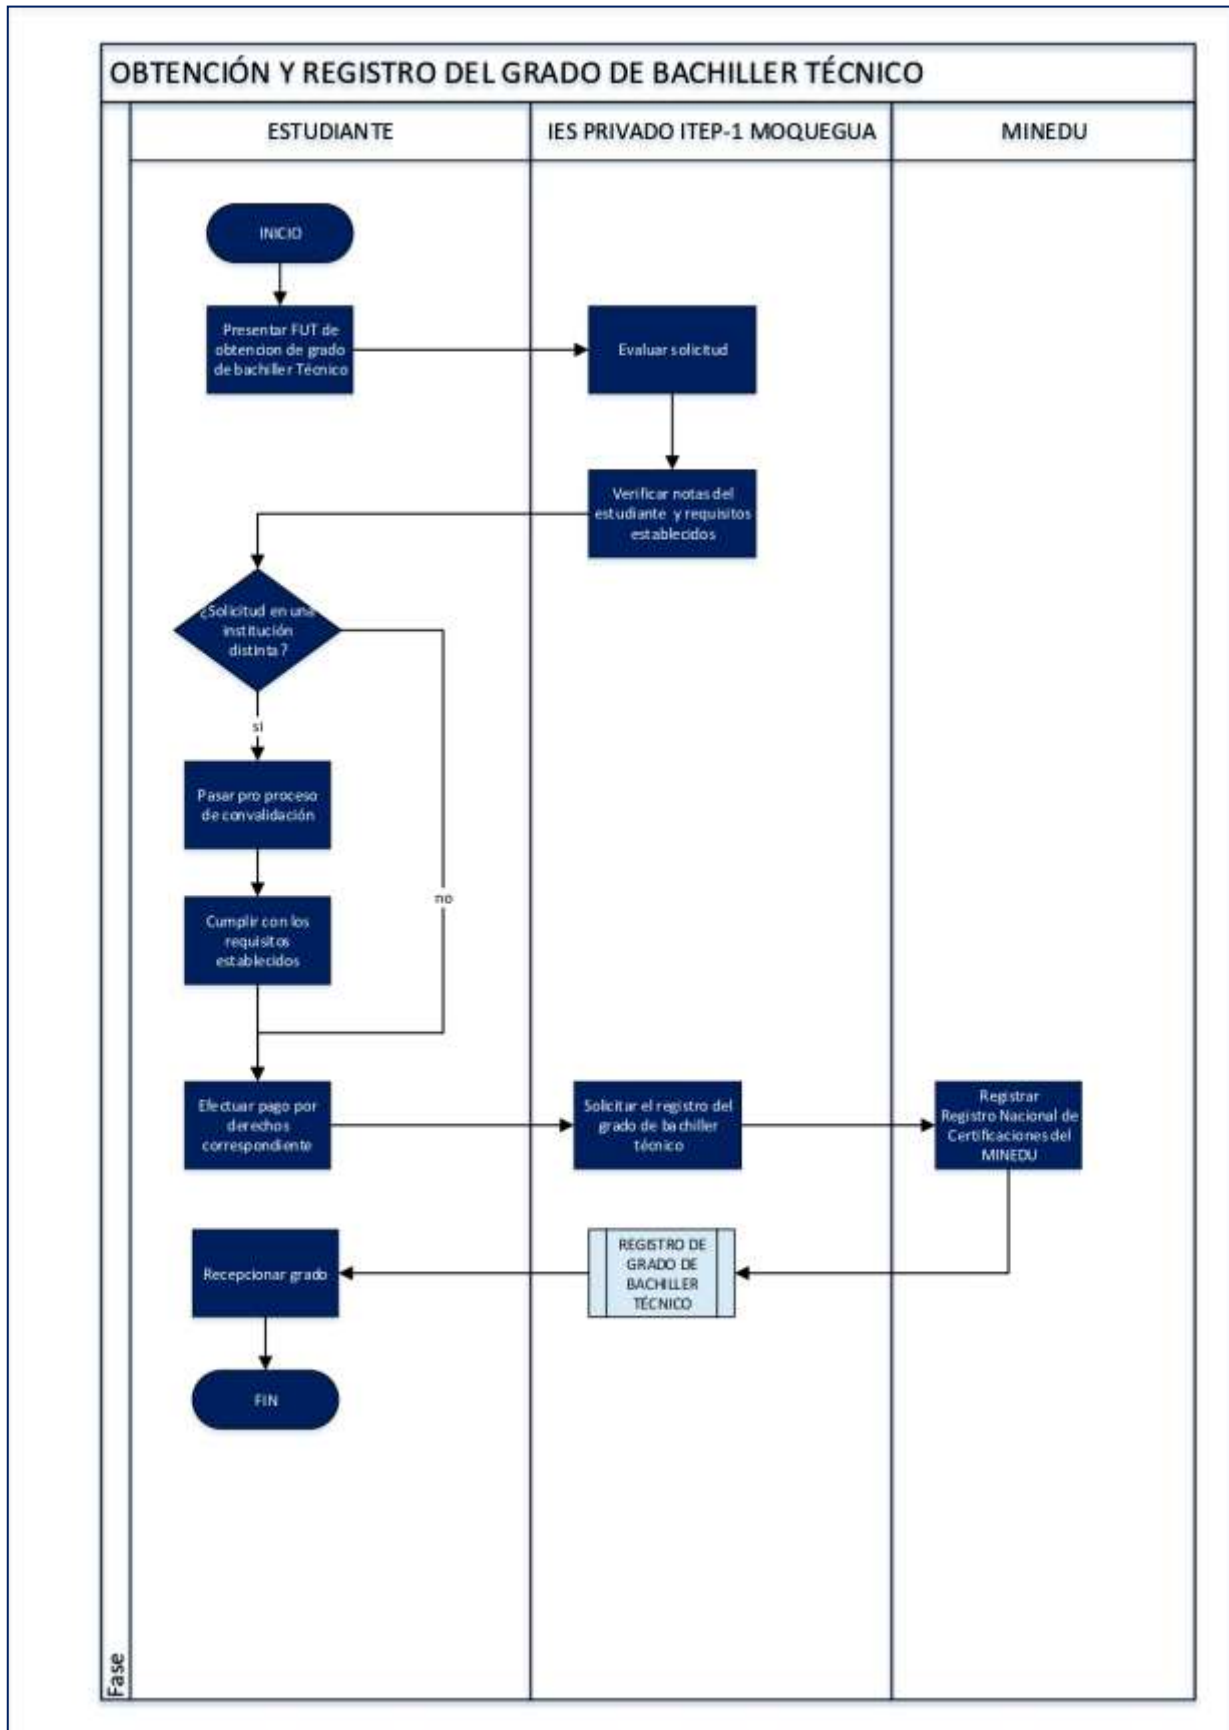 OBTENCIÓN Y REGISTRO DEL GRADO DE BACHILLER TÉCNICO
ESTUDIANTE
IES PRIVADO ITEP-1 MOQUEGUA
MINEDU
INICIO
Presentar FUT de
obtencion de grado
de bachiller Técnico
Evaluar solicitud
Verificar notas del
estudiante y requisitos
establecidos
¿Solicitud en una
institución
distinta?
si
Pasar pro proceso
de convalidación
no
Cumplir con los
requisitos
establecidos
Efectuar pago por
derechos
correspondiente
Solicitar el registro del
grado de bachiller
técnico
Registrar
Registro Nacional de
Certificaciones del
MINEDU
REGISTRO DE
GRADO DE
BACHILLER
TÉCNICO
Recepcionar grado
FIN
Fase